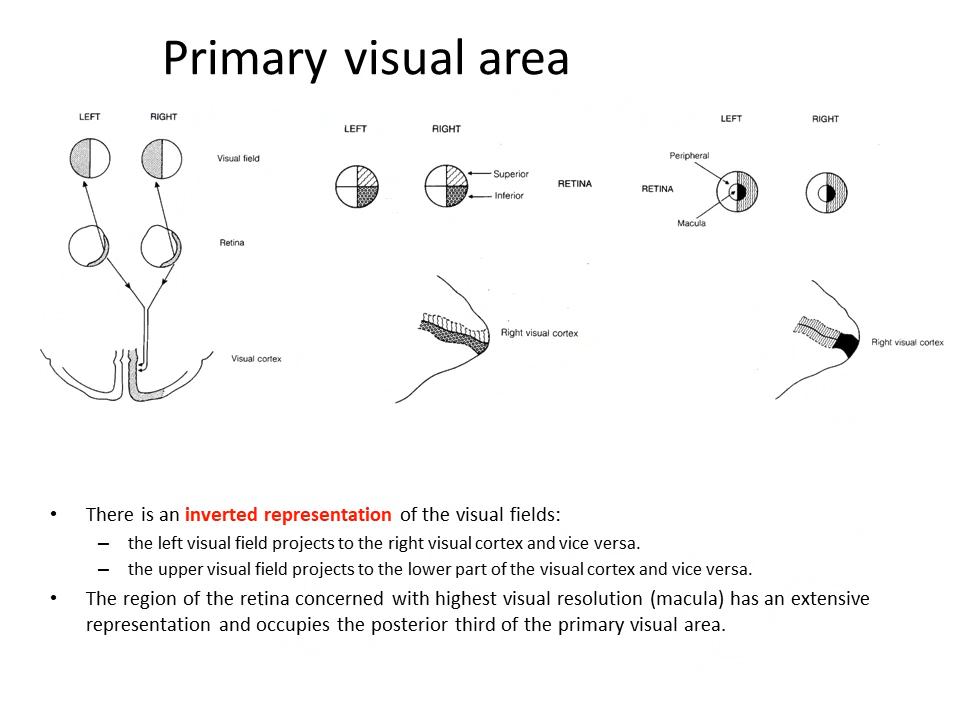 Primary visual area
LEFT
RIGHT
Visual field
Retina
Visual cortex
LEFT
RIGHT
Superior
Inferior
RETINA
Right visual cortex
LEFT
RIGHT
Peripheral
RETINA
Macula
Right visual cortex
• There is an inverted representation of the visual fields:
– the left visual field projects to the right visual cortex and vice versa.
– the upper visual field projects to the lower part of the visual cortex and vice versa.
• The region of the retina concerned with highest visual resolution (macula) has an extensive
representation and occupies the posterior third of the primary visual area.